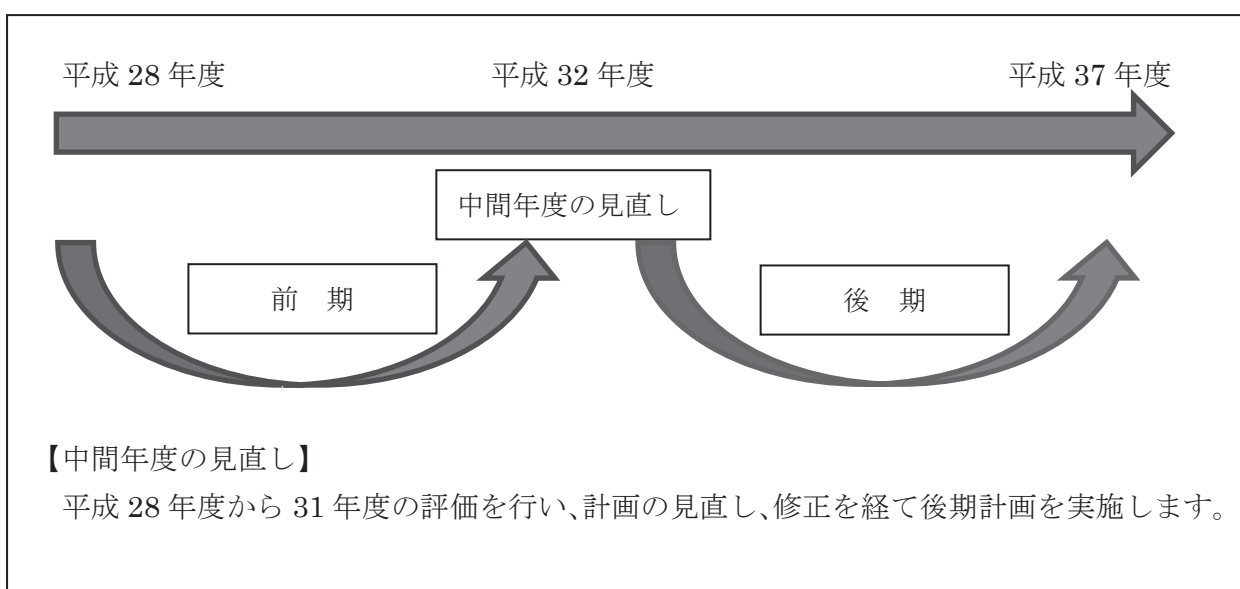 平成 28 年度 平成 32 年度 平成 37 年度
中間年度の見直し
前 期 後 期
【中間年度の見直し】
平成 28 年度から 31 年度の評価を行い、計画の見直し、修正を経て後期計画を実施します。